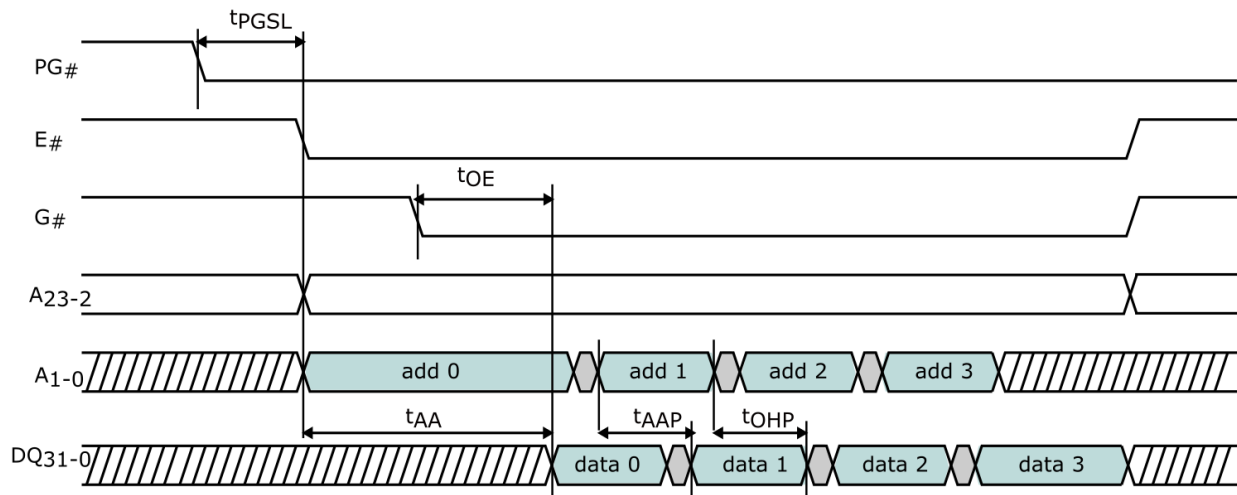 tPGSL
PG#
E#
tOE
G#
A23-2
A1-0 add 0 add 1 add 2 add 3
tAA tAAP tOHP
DQ31-0 data 0 data 1 data 2 data 3